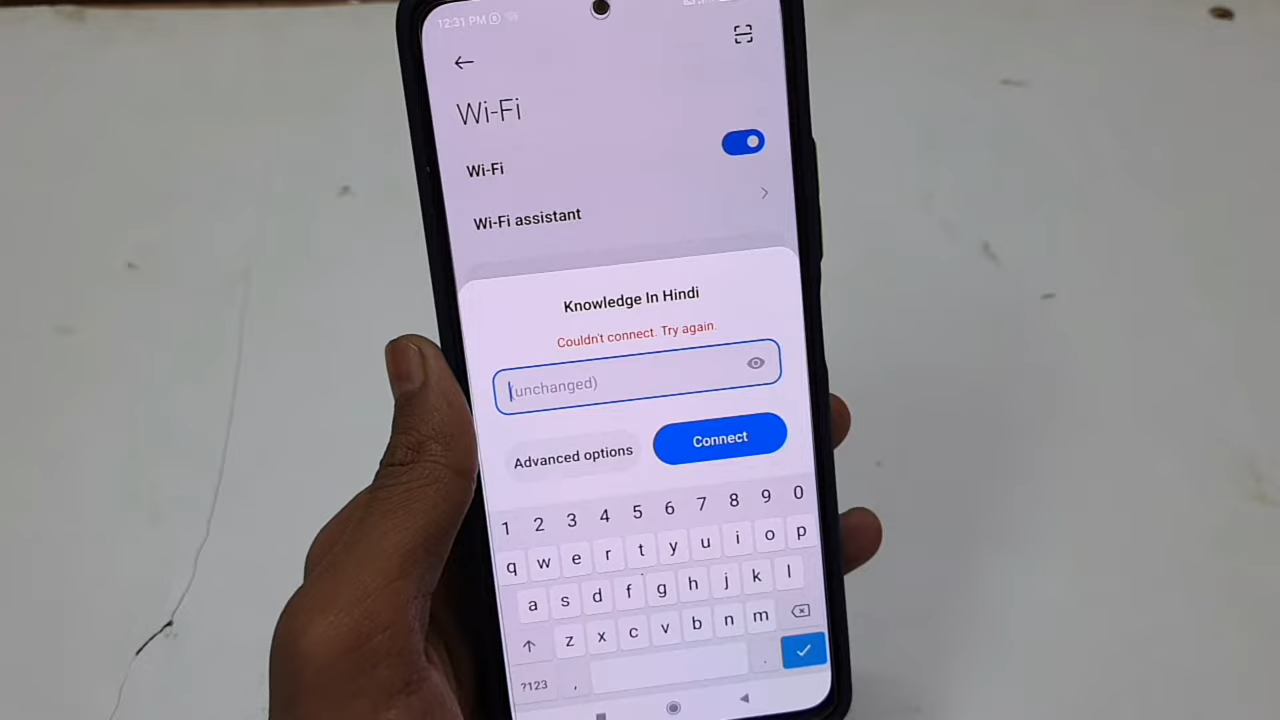 12:31 PM
Wi-Fi
Wi-Fi
Wi-Fi assistant
Knowledge In Hindi
Couldn't connect. Try again.
(unchanged)
Advanced options
Connect
1 2 3 4 5 6 7 8 9 0
q w e r t y u i o p
a s d f g h j k l
z x c v b n m
?123 , .